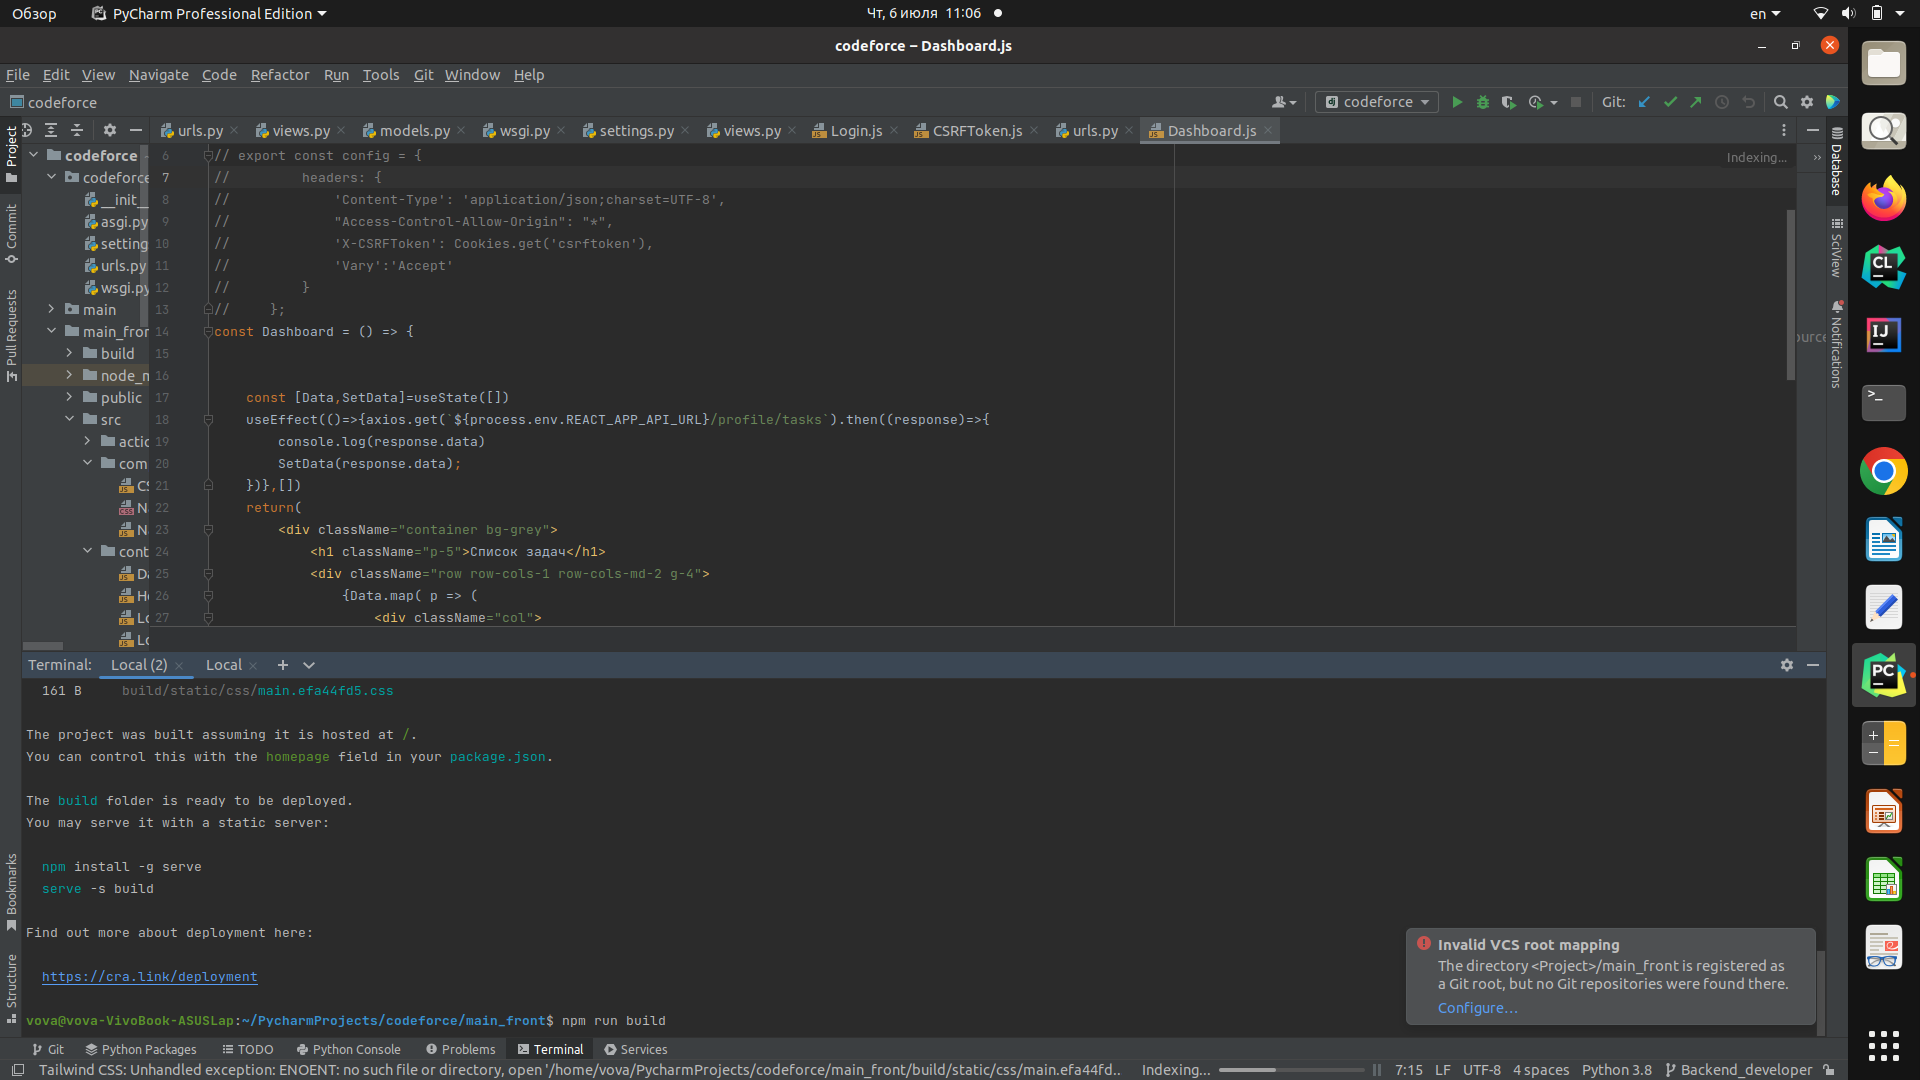 Обзор
PyCharm Professional Edition
Чт, 6 июля 11:06
en
codeforce – Dashboard.js
File Edit View Navigate Code Refactor Run Tools Git Window Help
codeforce
codeforce
Git:
Project
Commit
Pull Requests
Bookmarks
Structure
urls.py
views.py
models.py
wsgi.py
settings.py
views.py
Login.js
CSRFToken.js
urls.py
Dashboard.js
codeforce
codeforce
__init__
asgi.py
setting
urls.py
wsgi.py
main
main_fron
build
node_m
public
src
actio
com
CS
N
N
cont
Da
Ho
Lo
Lo
Indexing...
6 // export const config = {
7 // headers: {
8 // 'Content-Type': 'application/json;charset=UTF-8',
9 // "Access-Control-Allow-Origin": "*",
10 // 'X-CSRFToken': Cookies.get('csrftoken'),
11 // 'Vary':'Accept'
12 // }
13 // };
14 const Dashboard = () => {
15
16
17 const [Data,SetData]=useState([])
18 useEffect(()=>{axios.get(`${process.env.REACT_APP_API_URL}/profile/tasks`).then((response)=>{
19 console.log(response.data)
20 SetData(response.data);
21 })},[])
22 return(
23 <div className="container bg-grey">
24 <h1 className="p-5">Список задач</h1>
25 <div className="row row-cols-1 row-cols-md-2 g-4">
26 {Data.map( p => (
27 <div className="col">
Database
SciView
Notifications
ource
Terminal: Local (2) Local
161 B build/static/css/main.efa44fd5.css
The project was built assuming it is hosted at /.
You can control this with the homepage field in your package.json.
The build folder is ready to be deployed.
You may serve it with a static server:
npm install -g serve
serve -s build
Find out more about deployment here:
https://cra.link/deployment
vova@vova-VivoBook-ASUSLap:~/PycharmProjects/codeforce/main_front$ npm run build
Invalid VCS root mapping
The directory <Project>/main_front is registered as
a Git root, but no Git repositories were found there.
Configure...
Git Python Packages TODO Python Console Problems Terminal Services
Tailwind CSS: Unhandled exception: ENOENT: no such file or directory, open '/home/vova/PycharmProjects/codeforce/main_front/build/static/css/main.efa44fd..
Indexing...
7:15 LF UTF-8 4 spaces Python 3.8 Backend_developer
CL
IJ
>_
PC